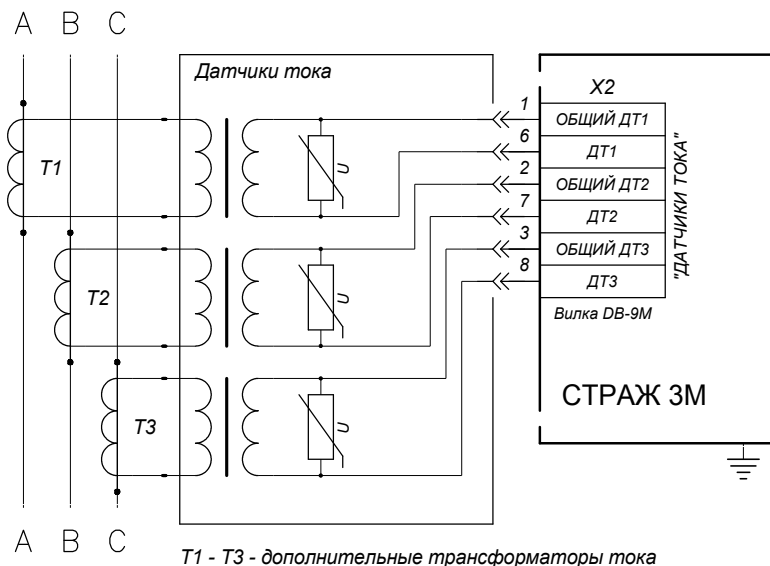 A B C
Датчики тока
X2
1 ОБЩИЙ ДТ1
6 ДТ1
2 ОБЩИЙ ДТ2
7 ДТ2
3 ОБЩИЙ ДТ3
8 ДТ3
"ДАТЧИКИ ТОКА"
Вилка DB-9M
T1
U
T2
U
T3
U
СТРАЖ 3М
A B C
T1 - T3 - дополнительные трансформаторы тока